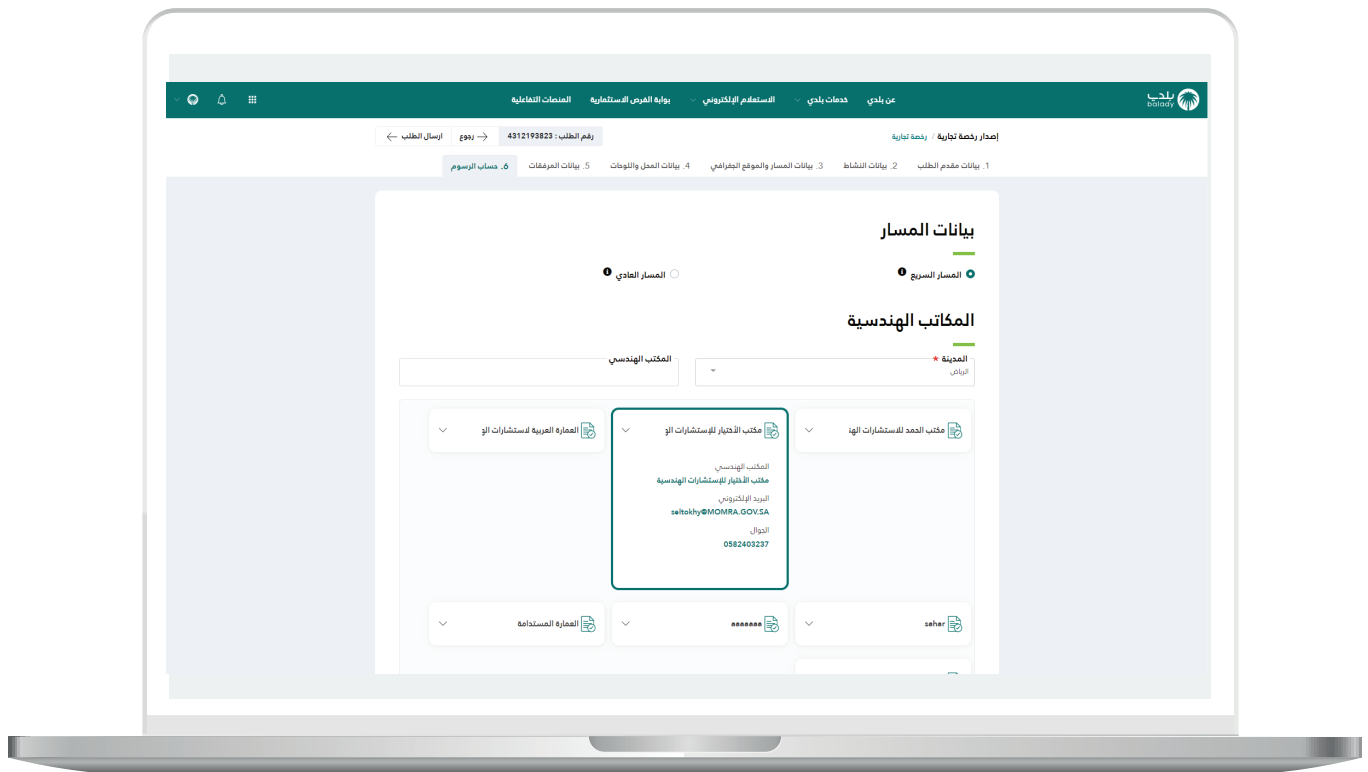 بلدي
balady
عن بلدي
خدمات بلدي
الاستعلام الإلكتروني
بوابة الفرص الاستثمارية
المنصات التفاعلية
إصدار رخصة تجارية / رخصة تجارية
رقم الطلب : 4312193823
رجوع
ارسال الطلب
1. بيانات مقدم الطلب
2. بيانات النشاط
3. بيانات المسار والموقع الجغرافي
4. بيانات المحل واللوحات
5. بيانات المرفقات
6. حساب الرسوم
بيانات المسار
المسار السريع
المسار العادي
المكاتب الهندسية
المدينة *
الرياض
المكتب الهندسي
مكتب الحمد للاستشارات الهن
مكتب الأختيار للإستشارات الو
العمارة العربية لاستشارات الو
المكتب الهندسي
مكتب الأختيار للإستشارات الهندسية
البريد الإلكتروني
seltokhy@MOMRA.GOV.SA
الجوال
0582403237
sahar
aaaaaaa
العمارة المستدامة